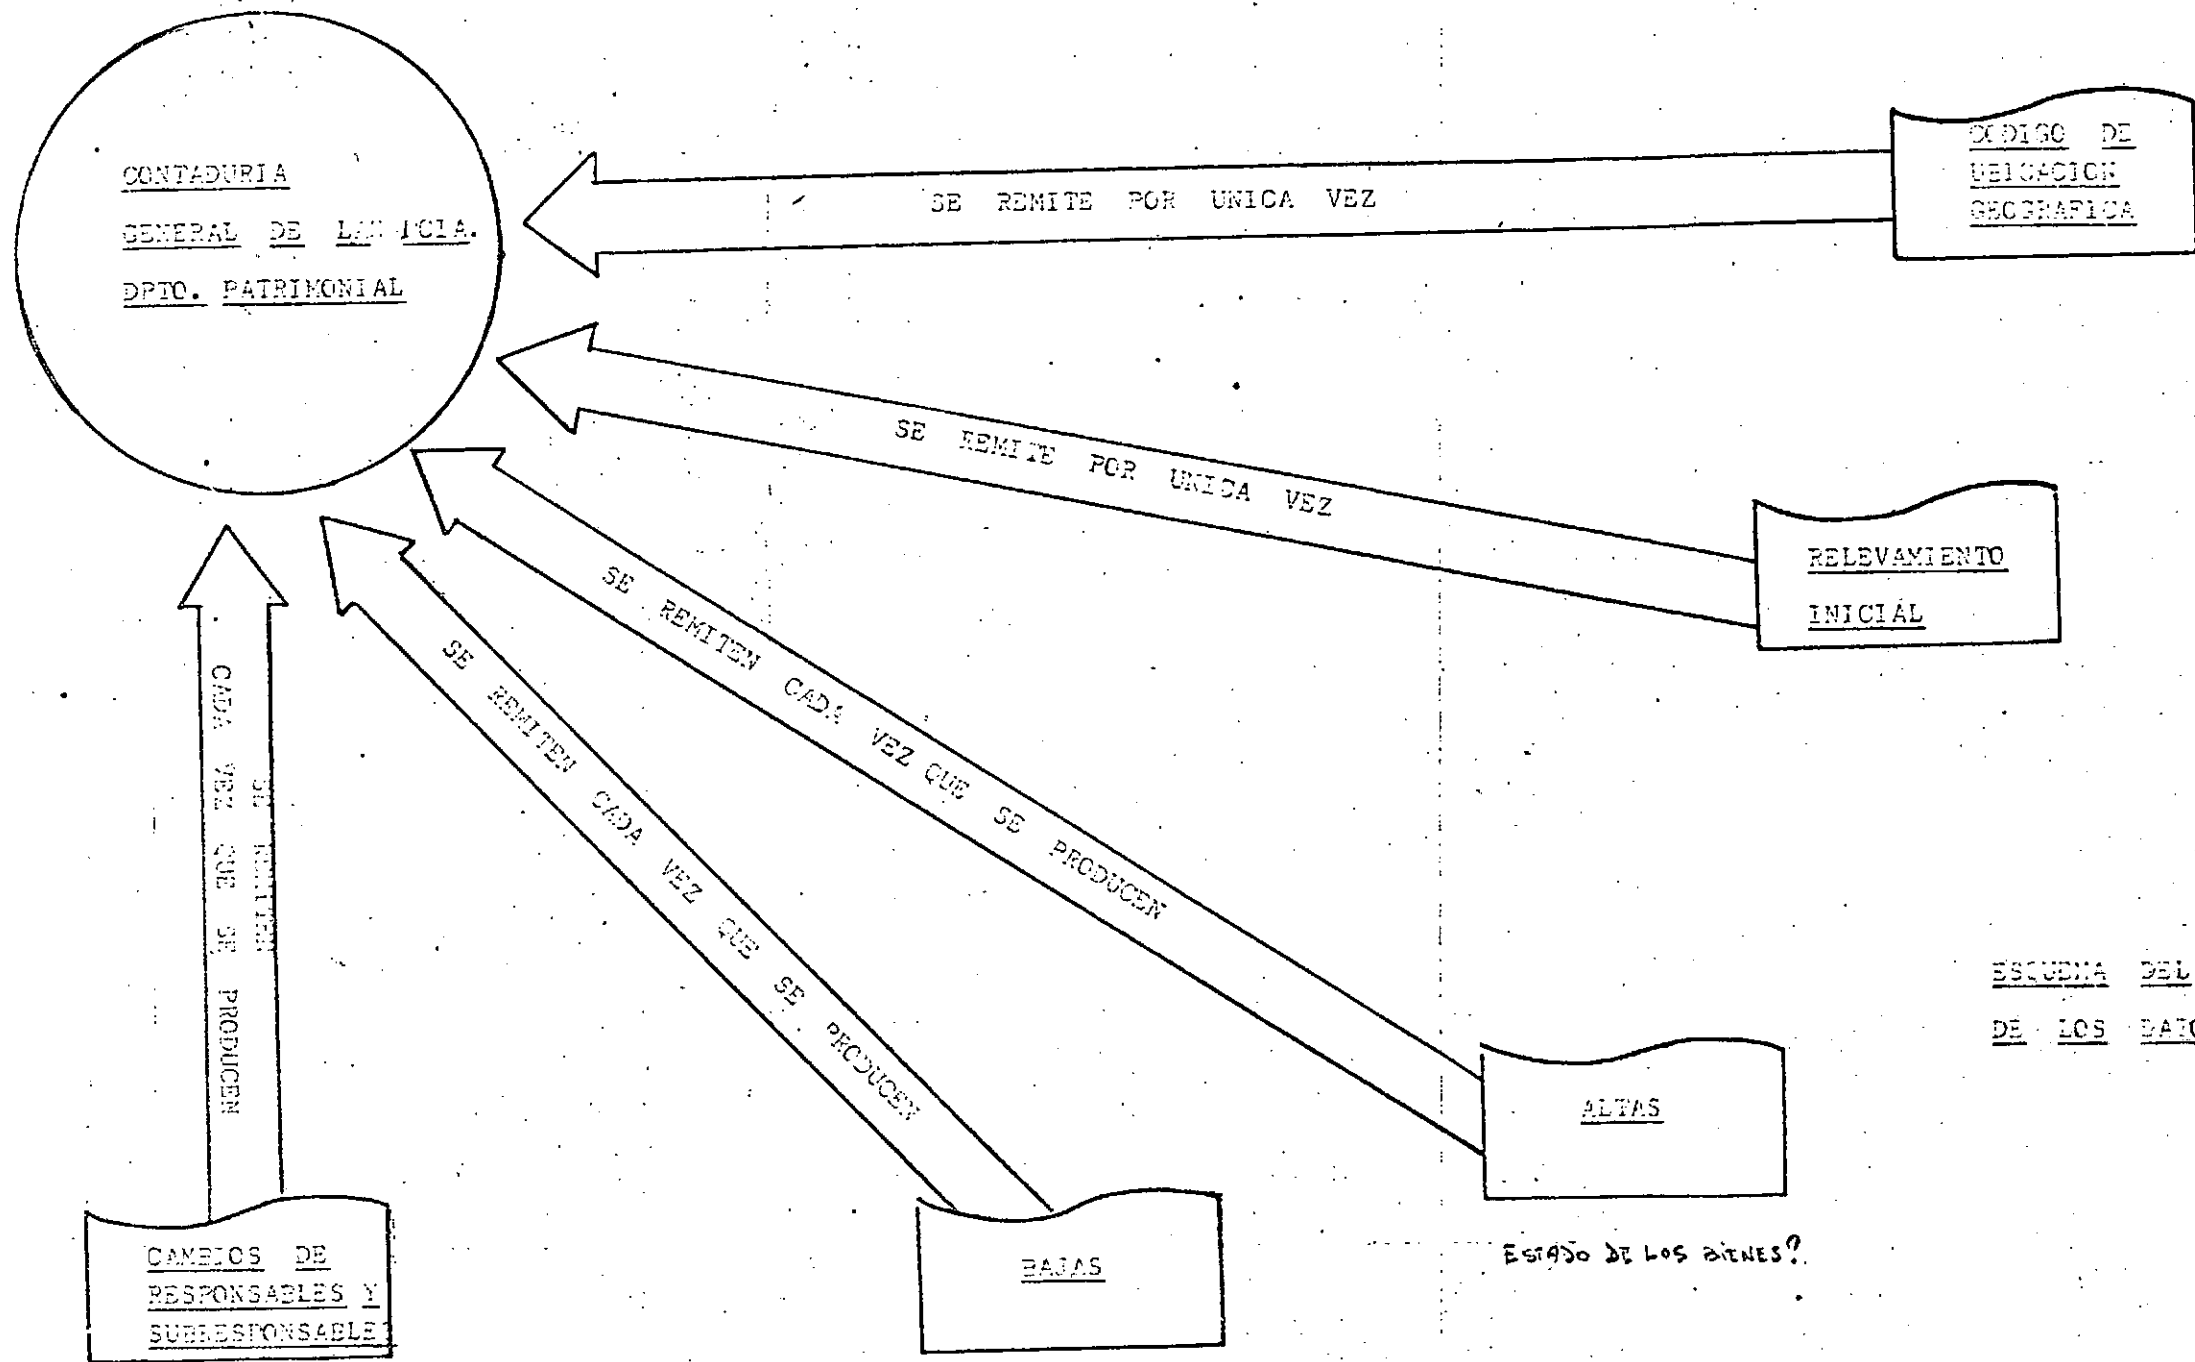 CONTADURIA
GENERAL DE LA PCIA.
DPTO. PATRIMONIAL
SE REMITE POR UNICA VEZ
CODIGO DE
UBICACION
GEOGRAFICA
SE REMITE POR UNICA VEZ
RELEVAMIENTO
INICIAL
SE REMITEN CADA VEZ QUE SE PRODUCEN
ALTAS
SE REMITEN CADA VEZ QUE SE PRODUCEN
BAJAS
SE REMITEN
CADA VEZ QUE SE PRODUCEN
CAMBIOS DE
RESPONSABLES Y
SUBRESPONSABLE
ESQUEMA DEL
DE LOS DATO
ESTADO DE LOS BIENES?